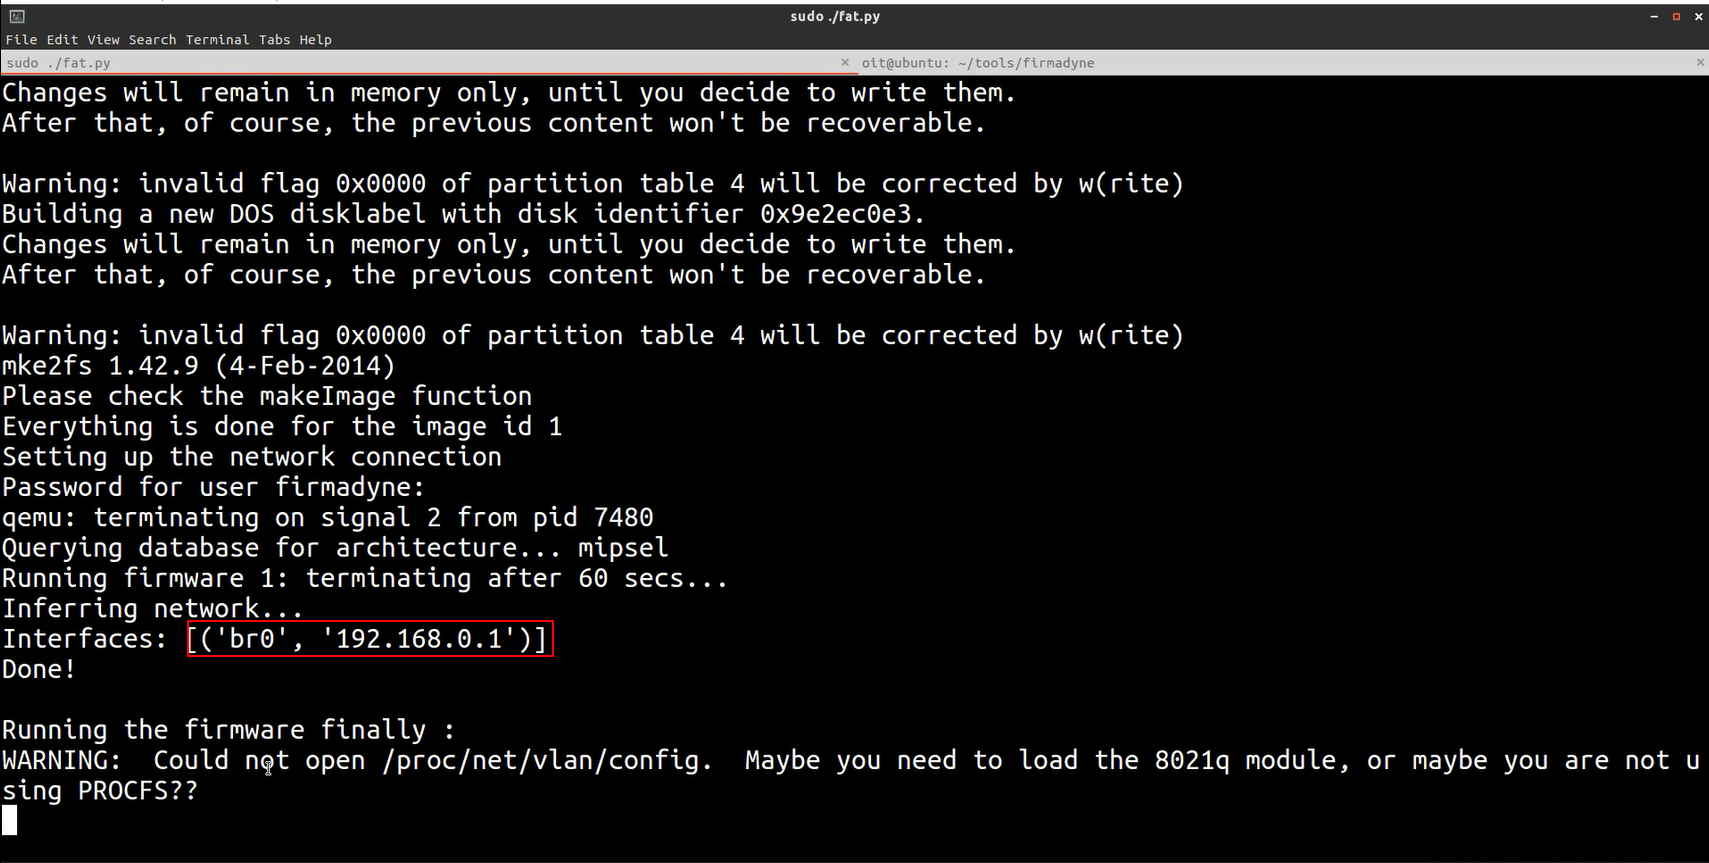 sudo ./fat.py
File Edit View Search Terminal Tabs Help
sudo ./fat.py
oit@ubuntu: ~/tools/firmadyne
Changes will remain in memory only, until you decide to write them.
After that, of course, the previous content won't be recoverable.
Warning: invalid flag 0x0000 of partition table 4 will be corrected by w(rite)
Building a new DOS disklabel with disk identifier 0x9e2ec0e3.
Changes will remain in memory only, until you decide to write them.
After that, of course, the previous content won't be recoverable.
Warning: invalid flag 0x0000 of partition table 4 will be corrected by w(rite)
mke2fs 1.42.9 (4-Feb-2014)
Please check the makeImage function
Everything is done for the image id 1
Setting up the network connection
Password for user firmadyne:
qemu: terminating on signal 2 from pid 7480
Querying database for architecture... mipsel
Running firmware 1: terminating after 60 secs...
Inferring network...
Interfaces: [('br0', '192.168.0.1')]
Done!
Running the firmware finally :
WARNING:  Could not open /proc/net/vlan/config.  Maybe you need to load the 8021q module, or maybe you are not u
sing PROCFS??